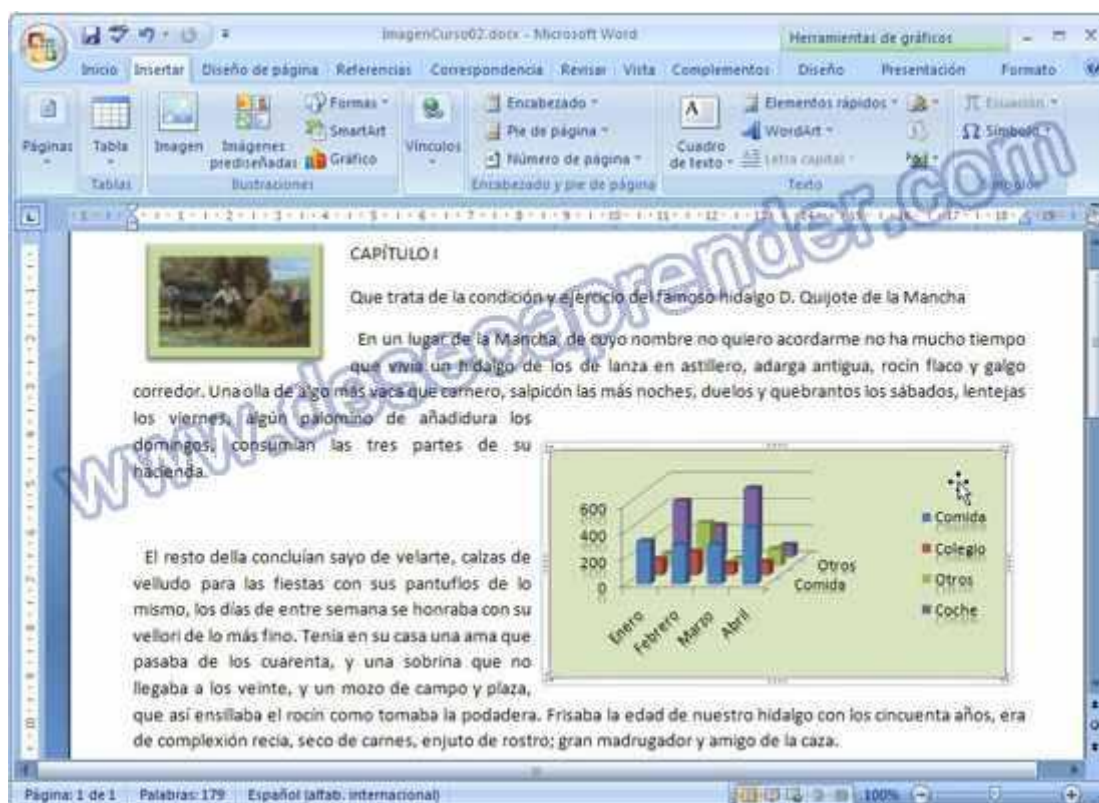 ImagenCurso02.docx - Microsoft Word
Herramientas de gráficos
Inicio Insertar Diseño de página Referencias Correspondencia Revisar Vista Complementos Diseño Presentación Formato
Páginas
Tabla
Tablas
Imagen
Imágenes prediseñadas
Formas
SmartArt
Gráfico
Ilustraciones
Vínculos
Encabezado
Pie de página
Número de página
Encabezado y pie de página
Cuadro de texto
Elementos rápidos
WordArt
Letra capital
Texto
Ecuación
Símbolo
www.deseoaprender.com
CAPÍTULO I
Que trata de la condición y ejercicio del famoso hidalgo D. Quijote de la Mancha
En un lugar de la Mancha, de cuyo nombre no quiero acordarme no ha mucho tiempo
que vivía un hidalgo de los de lanza en astillero, adarga antigua, rocín flaco y galgo
corredor. Una olla de algo más vaca que carnero, salpicón las más noches, duelos y quebrantos los sábados, lentejas
los viernes, algún palomino de añadidura los
domingos, consumían las tres partes de su
hacienda.
600
400
200
0
Enero
Febrero
Marzo
Abril
Otros
Comida
Comida
Colegio
Otros
Coche
El resto della concluían sayo de velarte, calzas de
velludo para las fiestas con sus pantuflos de lo
mismo, los días de entre semana se honraba con su
vellori de lo más fino. Tenía en su casa una ama que
pasaba de los cuarenta, y una sobrina que no
llegaba a los veinte, y un mozo de campo y plaza,
que así ensillaba el rocín como tomaba la podadera. Frisaba la edad de nuestro hidalgo con los cincuenta años, era
de complexión recia, seco de carnes, enjuto de rostro; gran madrugador y amigo de la caza.
Página: 1 de 1 Palabras: 179 Español (alfab. internacional) 100%